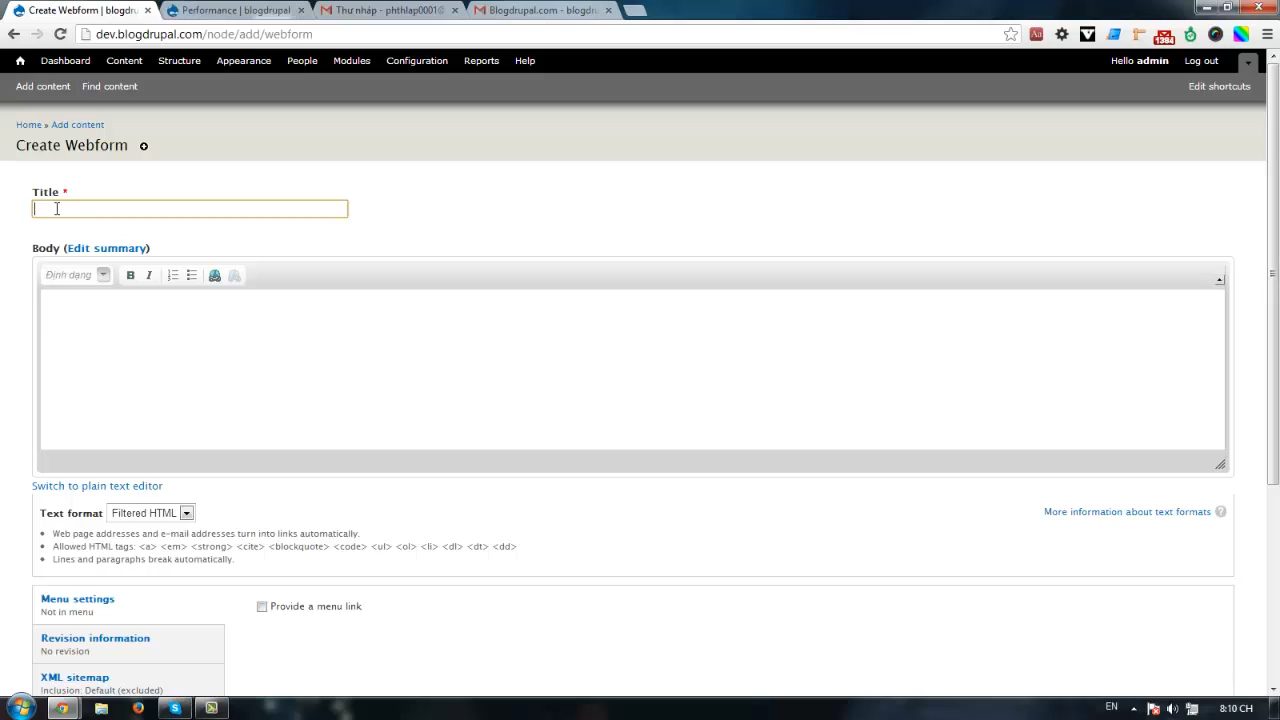 Create Webform | blogdru
Performance | blogdrupal
Thư nháp - phthlap0001@
Blogdrupal.com - blogdru
dev.blogdrupal.com/node/add/webform
1384
Dashboard Content Structure Appearance People Modules Configuration Reports Help
Hello admin Log out
Add content Find content
Edit shortcuts
Home » Add content
Create Webform
Title *
Body (Edit summary)
Định dạng B I
Switch to plain text editor
Text format Filtered HTML
More information about text formats ?
Web page addresses and e-mail addresses turn into links automatically.
Allowed HTML tags: <a> <em> <strong> <cite> <blockquote> <code> <ul> <ol> <li> <dl> <dt> <dd>
Lines and paragraphs break automatically.
Menu settings
Not in menu
Provide a menu link
Revision information
No revision
XML sitemap
Inclusion: Default (excluded)
EN
8:10 CH